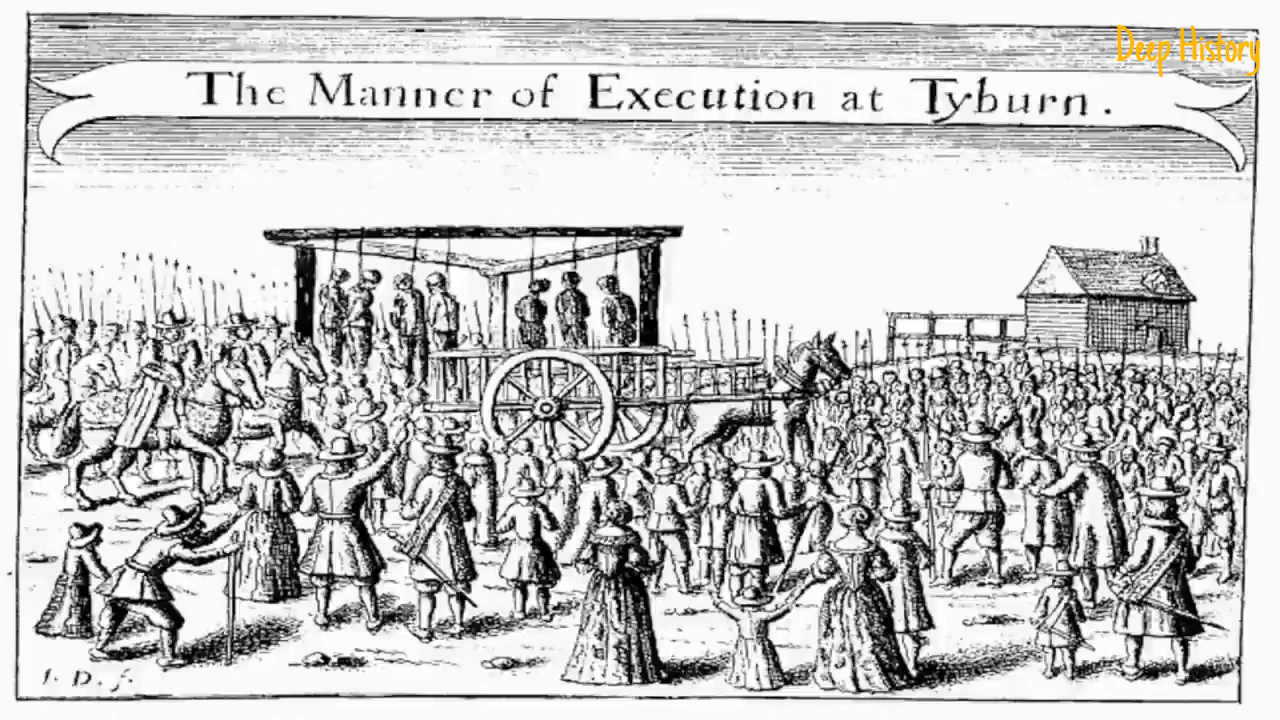 Deep History
The Manner of Execution at Tyburn.
I. D. f.